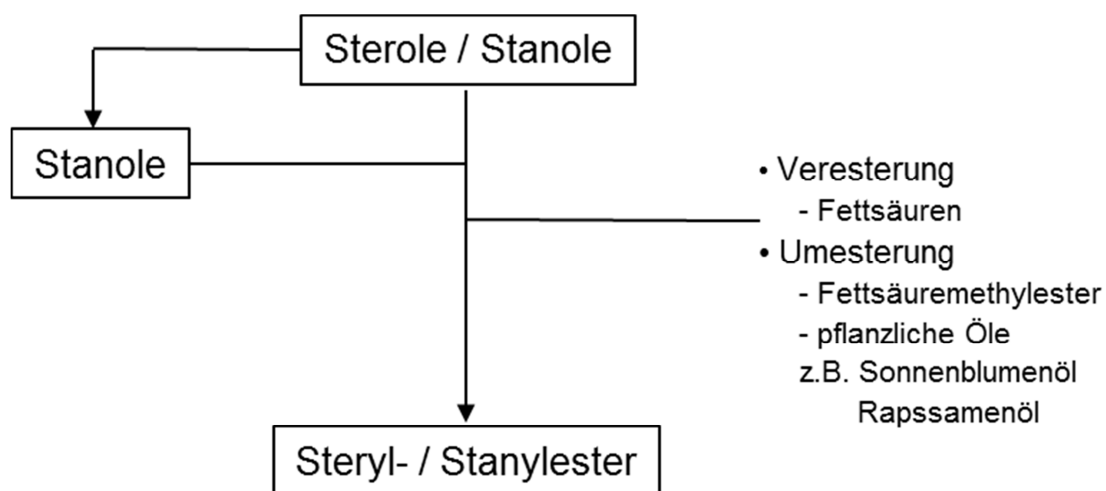 Sterole / Stanole
Stanole
• Veresterung
- Fettsäuren
• Umesterung
- Fettsäuremethylester
- pflanzliche Öle
z.B. Sonnenblumenöl
Rapssamenöl
Steryl- / Stanylester